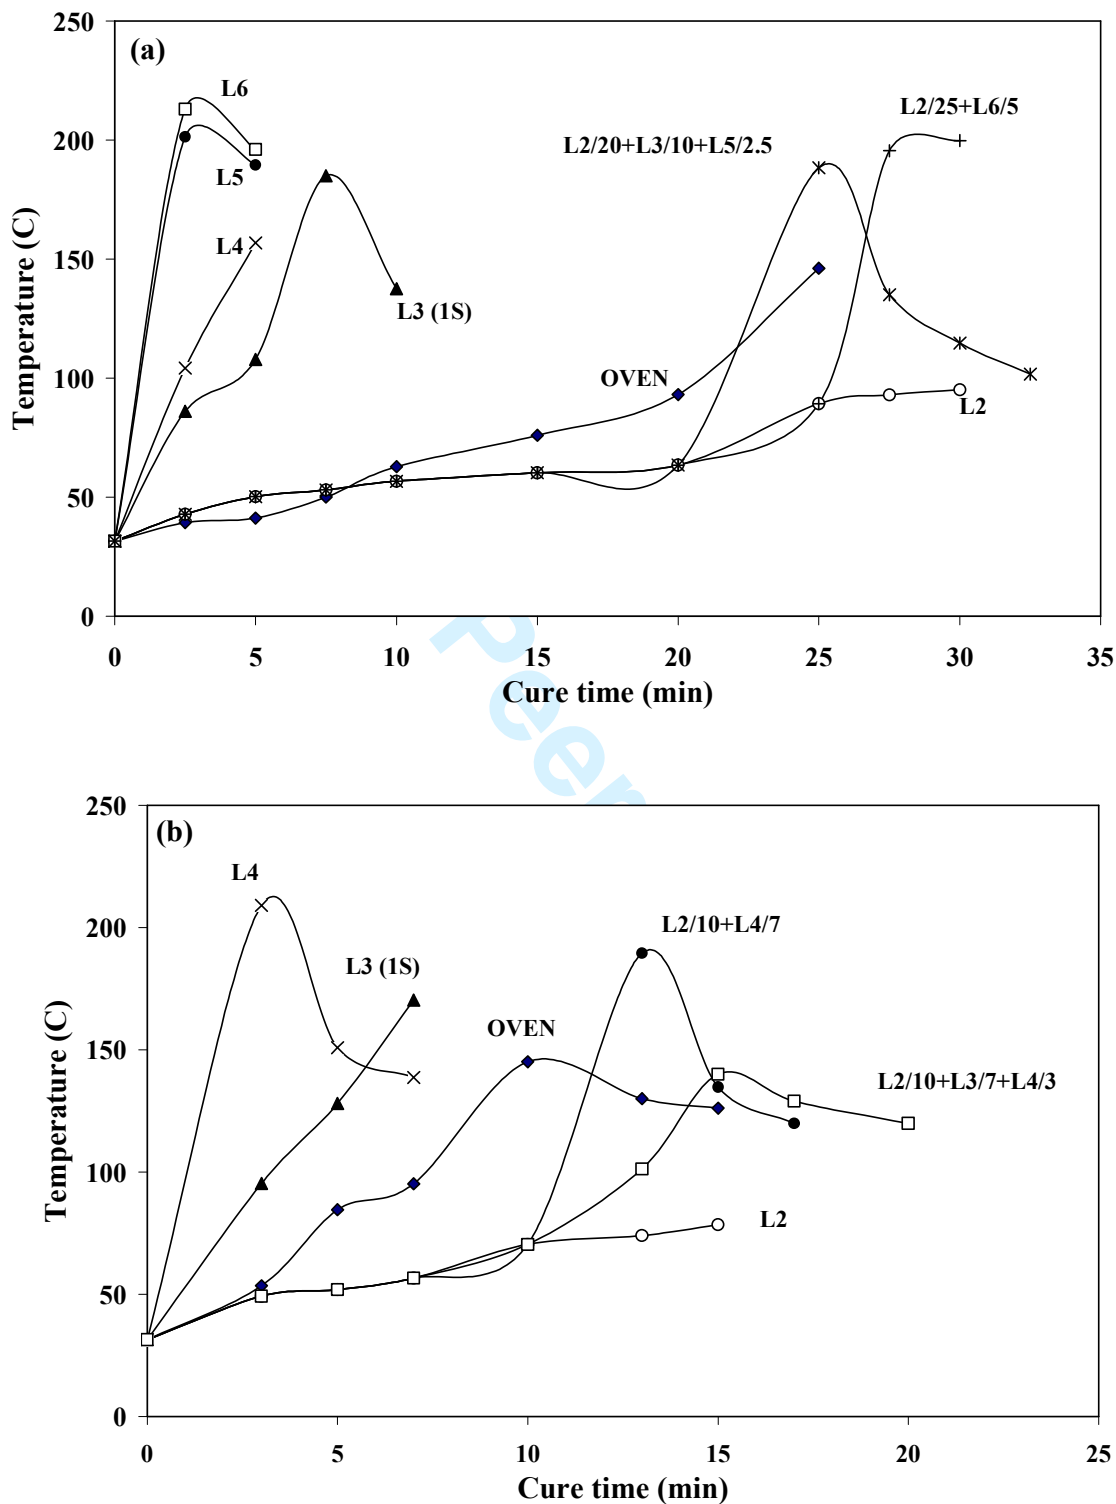 250
(a)
L6
L2/25+L6/5
200
L2/20+L3/10+L5/2.5
L5
L4
150
L3 (1S)
OVEN
100
L2
50
0
Temperature (C)
0 5 10 15 20 25 30 35
Cure time (min)
Peer
250
(b)
L4
L2/10+L4/7
200
L3 (1S)
OVEN
150
L2/10+L3/7+L4/3
100
L2
50
0
Temperature (C)
0 5 10 15 20 25
Cure time (min)